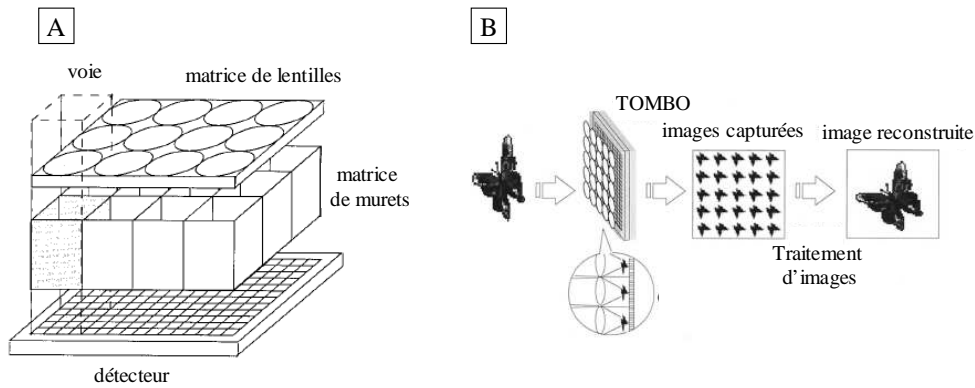 A
voie
matrice de lentilles
matrice
de murets
détecteur
B
TOMBO
images capturées
image reconstruite
Traitement
d'images